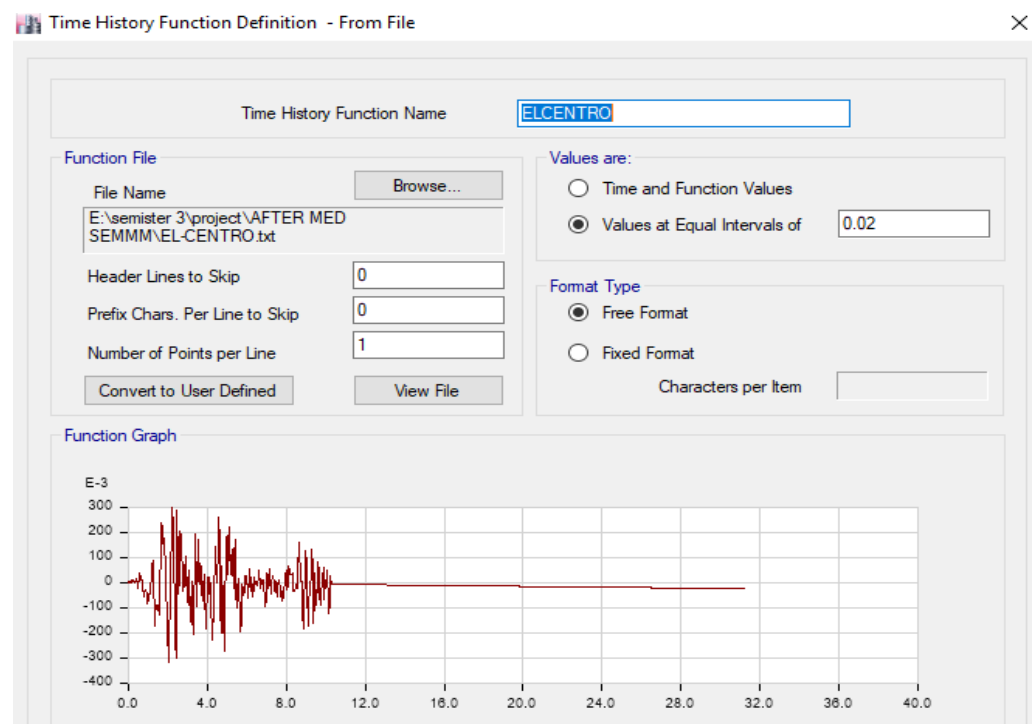 Time History Function Definition - From File
Time History Function Name
ELCENTRO
Function File
File Name
Browse...
E:\semister 3\project\AFTER MED
SEMMM\EL-CENTRO.txt
Header Lines to Skip
0
Prefix Chars. Per Line to Skip
0
Number of Points per Line
1
Convert to User Defined
View File
Values are:
Time and Function Values
Values at Equal Intervals of
0.02
Format Type
Free Format
Fixed Format
Characters per Item
Function Graph
E-3
300
200
100
0
-100
-200
-300
-400
0.0 4.0 8.0 12.0 16.0 20.0 24.0 28.0 32.0 36.0 40.0